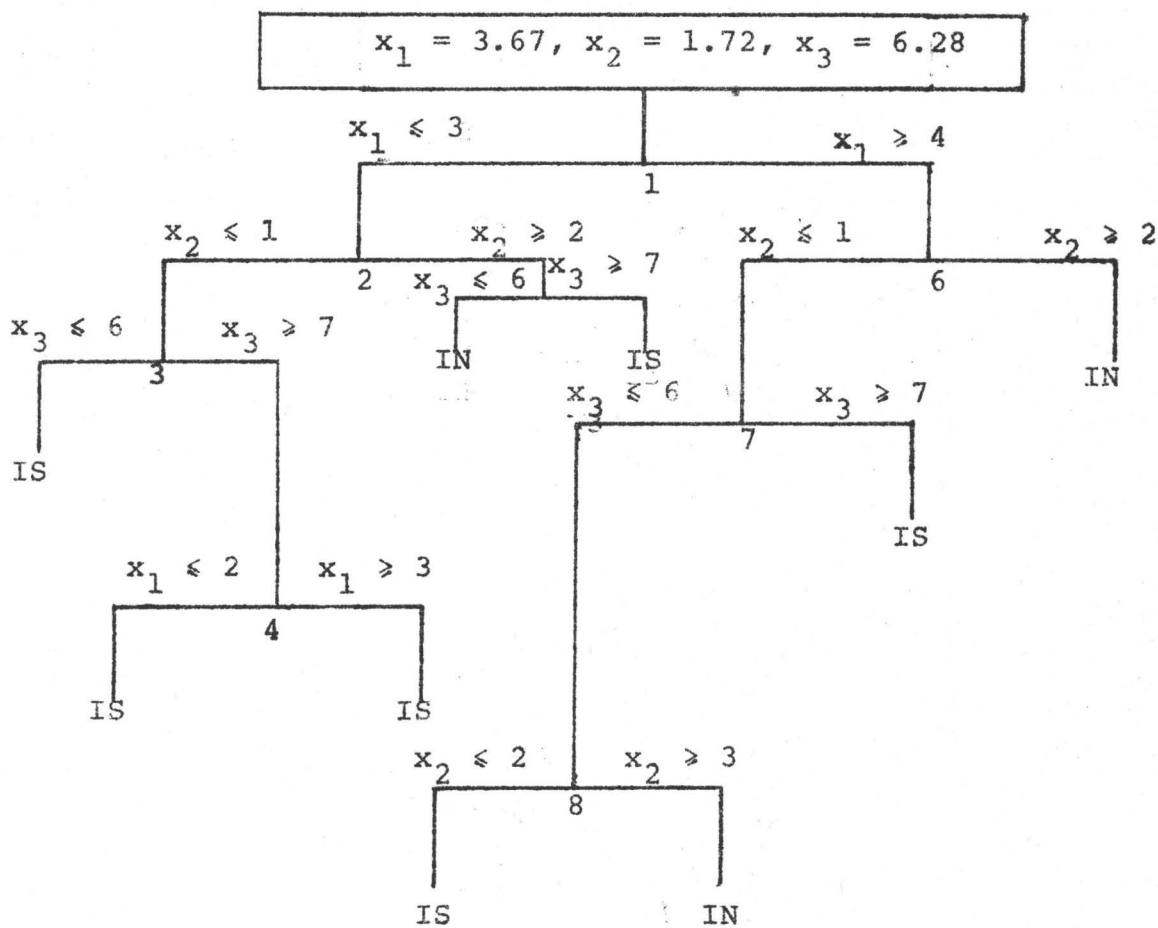 x1 = 3.67, x2 = 1.72, x3 = 6.28
x1 ⩽ 3
x1 ⩾ 4
1
x2 ⩽ 1
x2 ⩾ 2
x2 ⩽ 1
x2 ⩾ 2
2
x3 ⩽ 6
x3 ⩾ 7
6
x3 ⩽ 6
x3 ⩾ 7
3
IN
IS
IN
x3 ⩽ 6
x3 ⩾ 7
7
IS
IS
x1 ⩽ 2
x1 ⩾ 3
4
IS
IS
x2 ⩽ 2
x2 ⩾ 3
8
IS
IN